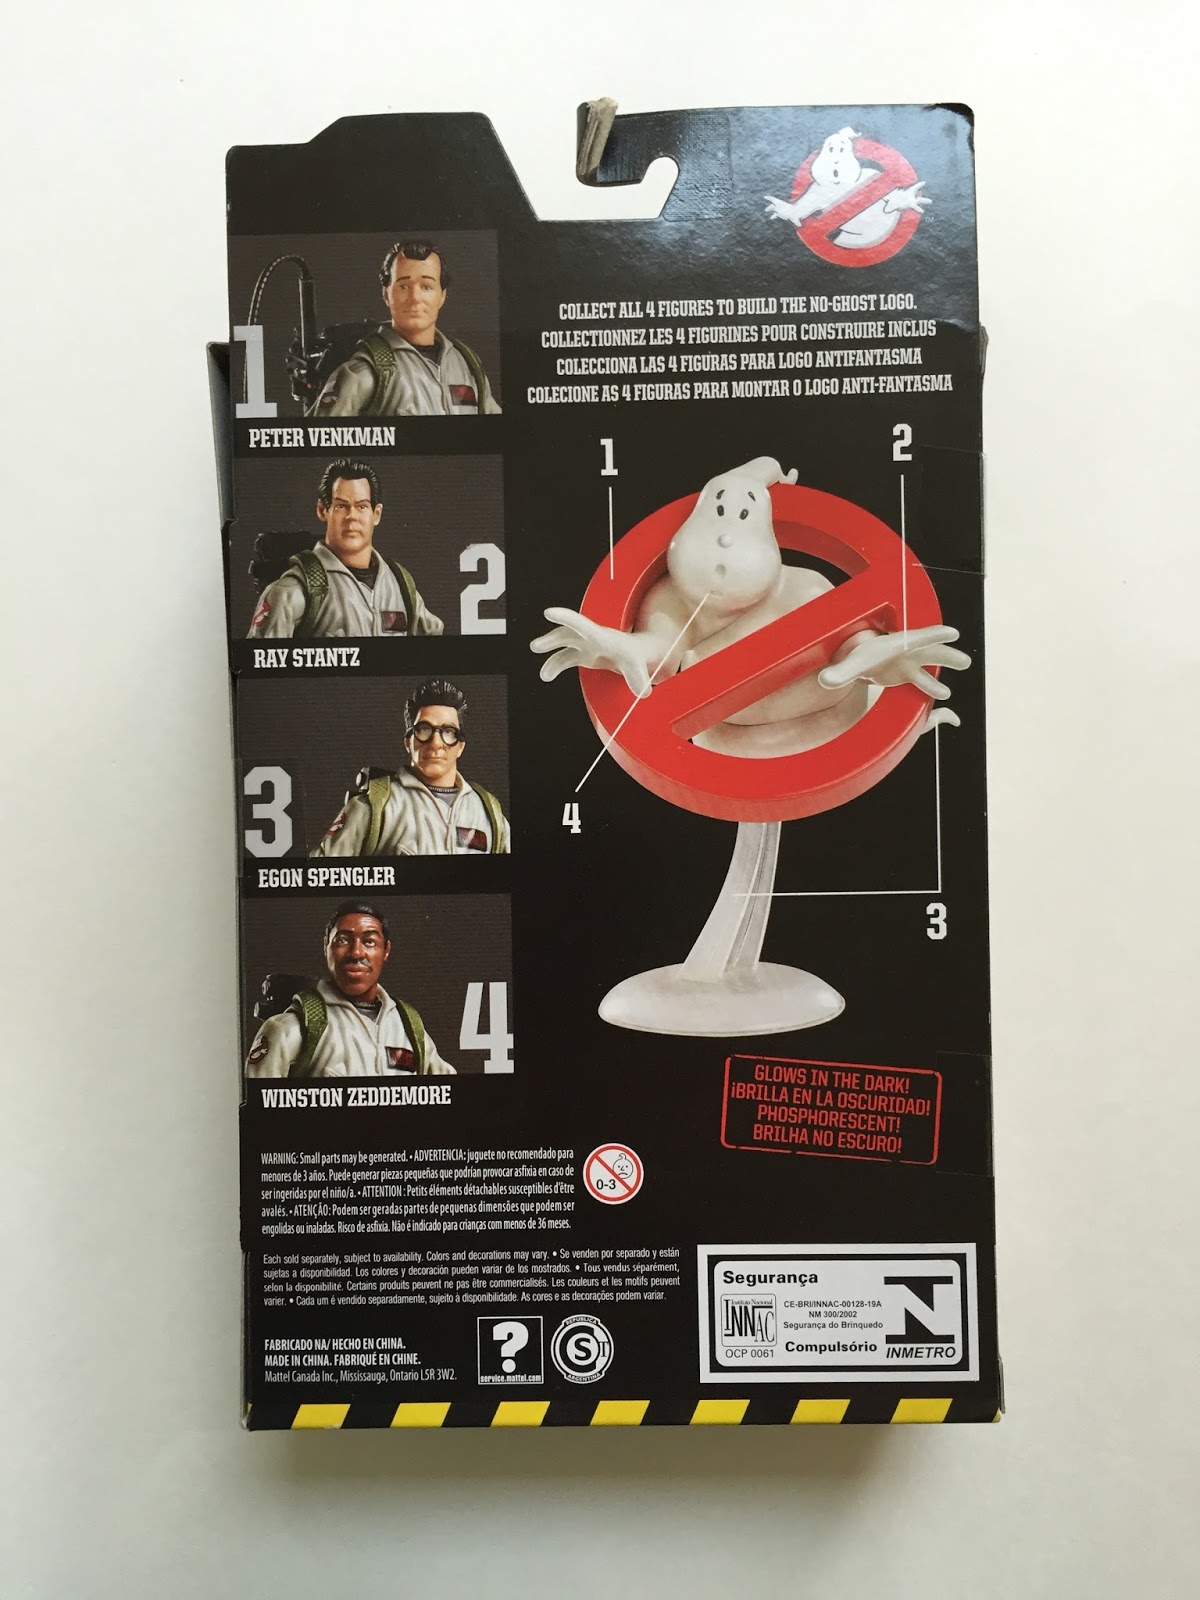 ™
COLLECT ALL 4 FIGURES TO BUILD THE NO-GHOST LOGO.
COLLECTIONNEZ LES 4 FIGURINES POUR CONSTRUIRE INCLUS
COLECCIONA LAS 4 FIGURAS PARA LOGO ANTIFANTASMA
COLECIONE AS 4 FIGURAS PARA MONTAR O LOGO ANTI-FANTASMA
1
PETER VENKMAN
2
RAY STANTZ
3
EGON SPENGLER
4
WINSTON ZEDDEMORE
1
2
4
3
GLOWS IN THE DARK!
¡BRILLA EN LA OSCURIDAD!
PHOSPHORESCENT!
BRILHA NO ESCURO!
WARNING: Small parts may be generated. • ADVERTENCIA: juguete no recomendado para
menores de 3 años. Puede generar piezas pequeñas que podrían provocar asfixia en caso de
ser ingeridas por el niño/a. • ATTENTION : Petits éléments détachables susceptibles d'être
avalés. • ATENÇÃO: Podem ser geradas partes de pequenas dimensões que podem ser
engolidas ou inaladas. Risco de asfixia. Não é indicado para crianças com menos de 36 meses.
0-3
Each sold separately, subject to availability. Colors and decorations may vary. • Se venden por separado y están
sujetas a disponibilidad. Los colores y decoración pueden variar de los mostrados. • Tous vendus séparément,
selon la disponibilité. Certains produits peuvent ne pas être commercialisés. Les couleurs et les motifs peuvent
varier. • Cada um é vendido separadamente, sujeito à disponibilidade. As cores e as decorações podem variar.
FABRICADO NA/ HECHO EN CHINA.
MADE IN CHINA. FABRIQUÉ EN CHINE.
Mattel Canada Inc., Mississauga, Ontario L5R 3W2.
?
service.mattel.com
REPUBLICA
S T
ARGENTINA
Segurança
Instituto Nacional
INNAC
OCP 0061
CE-BRI/INNAC-00128-19A
NM 300/2002
Segurança do Brinquedo
Compulsório
INMETRO